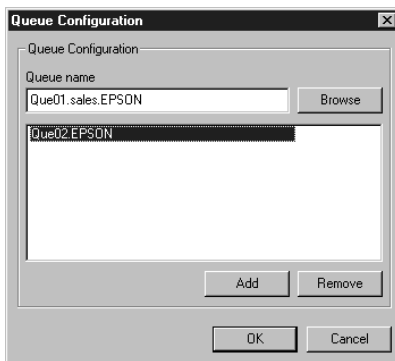 Queue Configuration
Queue Configuration
Queue name
Que01.sales.EPSON
Browse
Que02.EPSON
Add
Remove
OK
Cancel